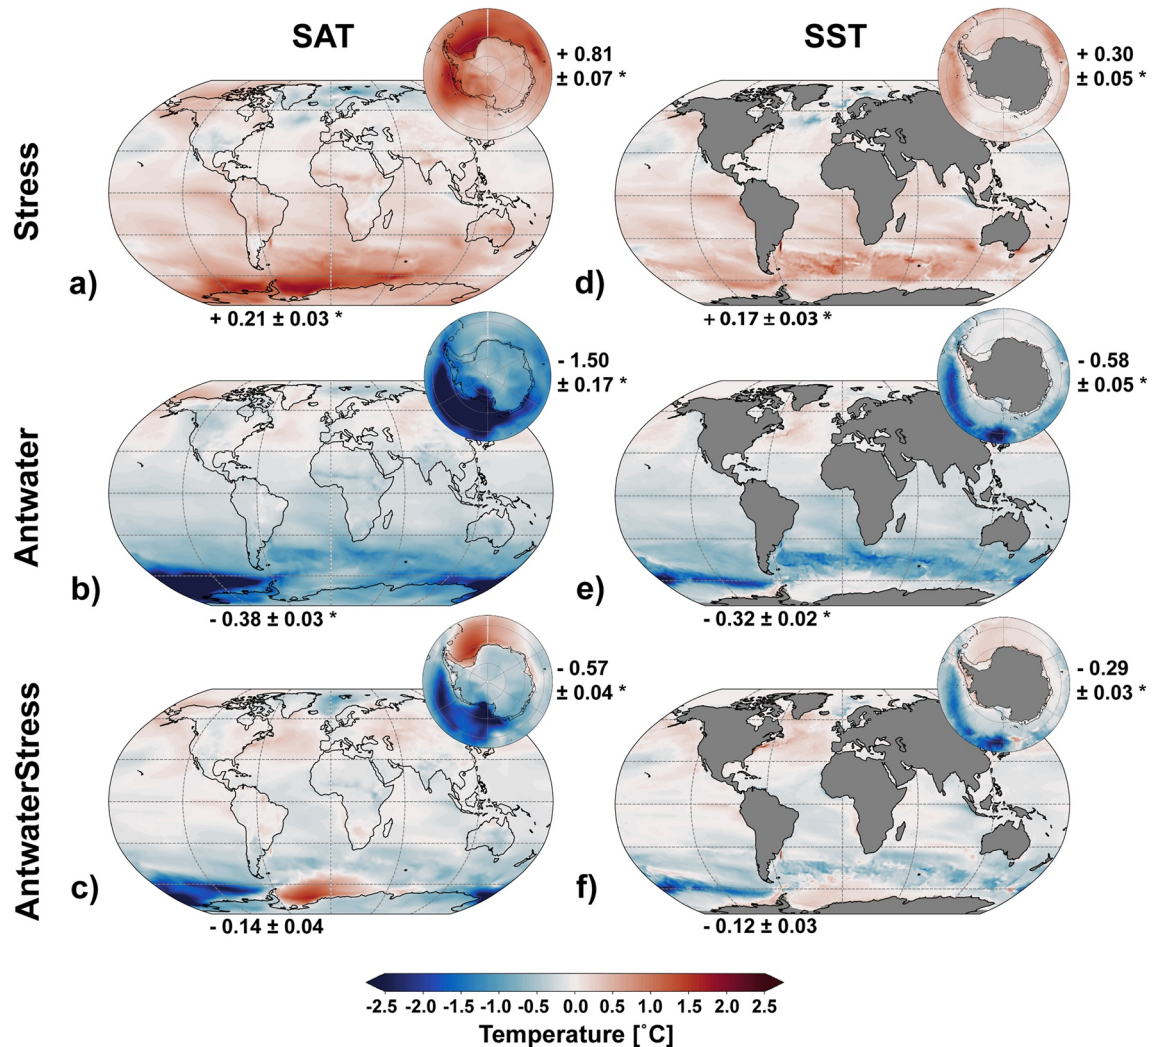 SAT
SST
Stress
+ 0.81
± 0.07 *
+ 0.30
± 0.05 *
a)
d)
+ 0.21 ± 0.03 *
+ 0.17 ± 0.03 *
Antwater
- 1.50
± 0.17 *
- 0.58
± 0.05 *
b)
e)
- 0.38 ± 0.03 *
- 0.32 ± 0.02 *
AntwaterStress
- 0.57
± 0.04 *
- 0.29
± 0.03 *
c)
f)
- 0.14 ± 0.04
- 0.12 ± 0.03
-2.5 -2.0 -1.5 -1.0 -0.5 0.0 0.5 1.0 1.5 2.0 2.5
Temperature [˚C]